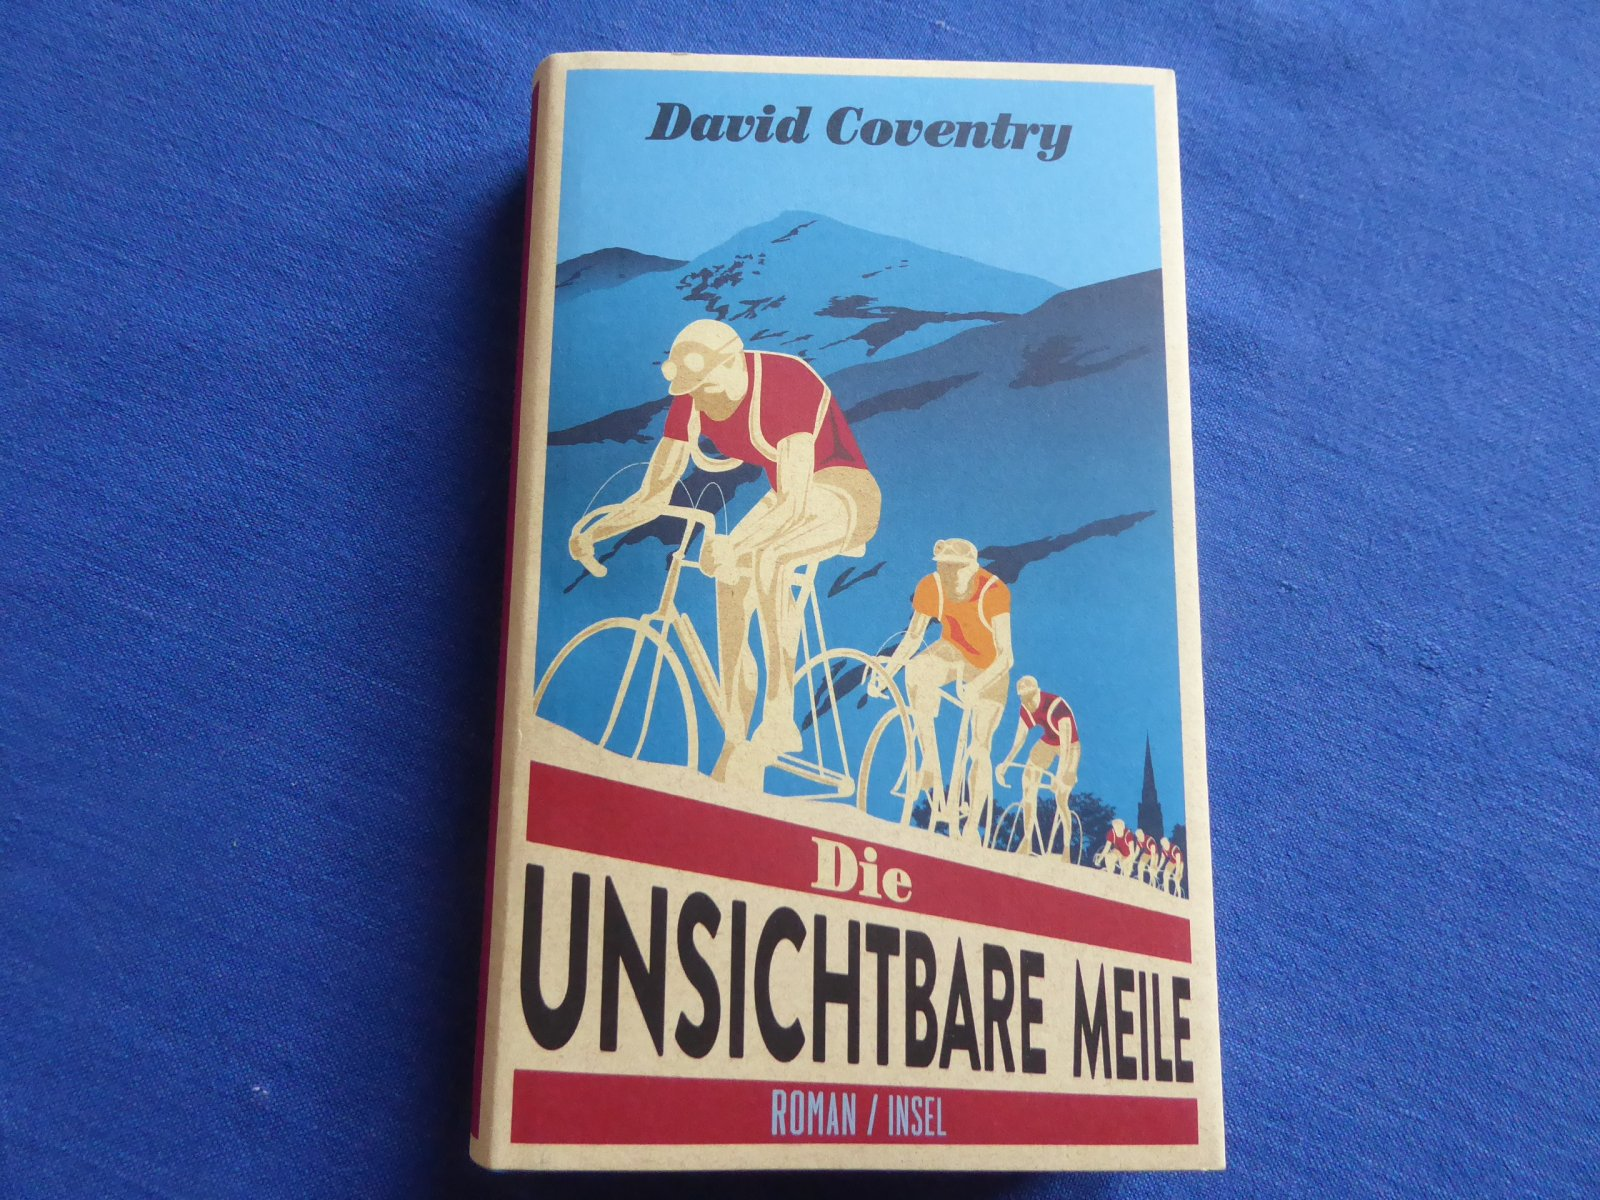 David Coventry
Die
UNSICHTBARE MEILE
ROMAN / INSEL